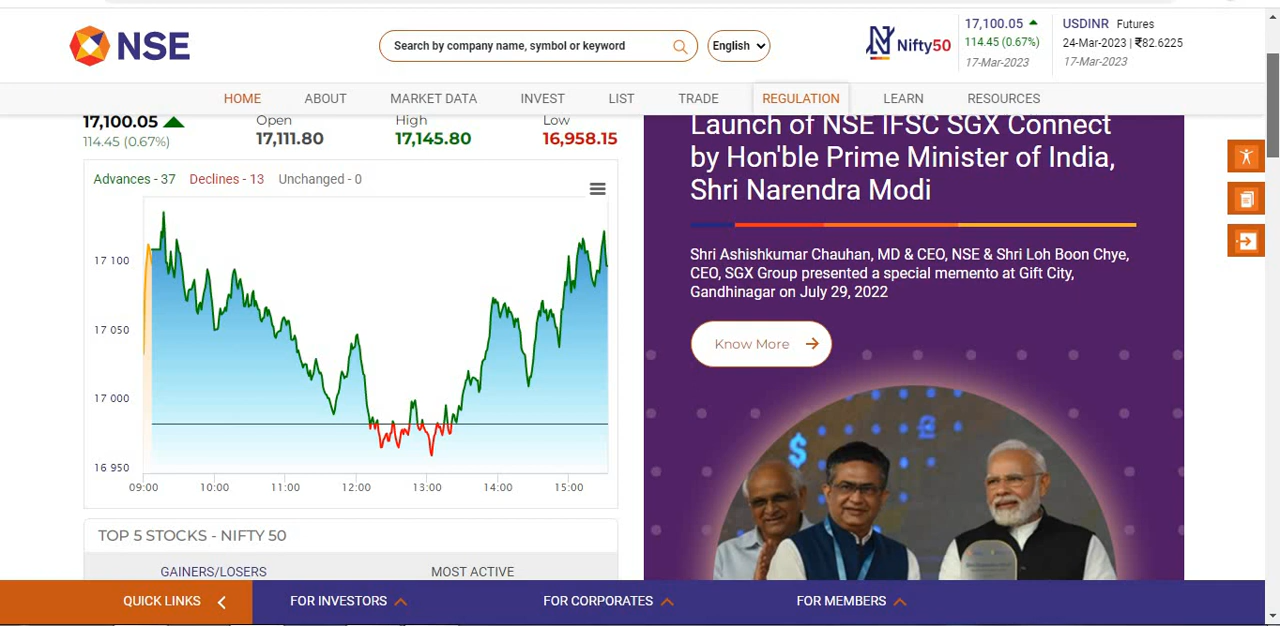 NSE
Search by company name, symbol or keyword
English
Nifty50
17,100.05
114.45 (0.67%)
17-Mar-2023
USDINR Futures
24-Mar-2023 | ₹82.6225
17-Mar-2023
HOME ABOUT MARKET DATA INVEST LIST TRADE REGULATION LEARN RESOURCES
17,100.05
114.45 (0.67%)
Open
17,111.80
High
17,145.80
Low
16,958.15
Advances - 37 Declines - 13 Unchanged - 0
17 100
17 050
17 000
16 950
09:00 10:00 11:00 12:00 13:00 14:00 15:00
TOP 5 STOCKS - NIFTY 50
GAINERS/LOSERS MOST ACTIVE
Launch of NSE IFSC SGX Connect
by Hon'ble Prime Minister of India,
Shri Narendra Modi
Shri Ashishkumar Chauhan, MD & CEO, NSE & Shri Loh Boon Chye,
CEO, SGX Group presented a special memento at Gift City,
Gandhinagar on July 29, 2022
Know More
QUICK LINKS FOR INVESTORS FOR CORPORATES FOR MEMBERS